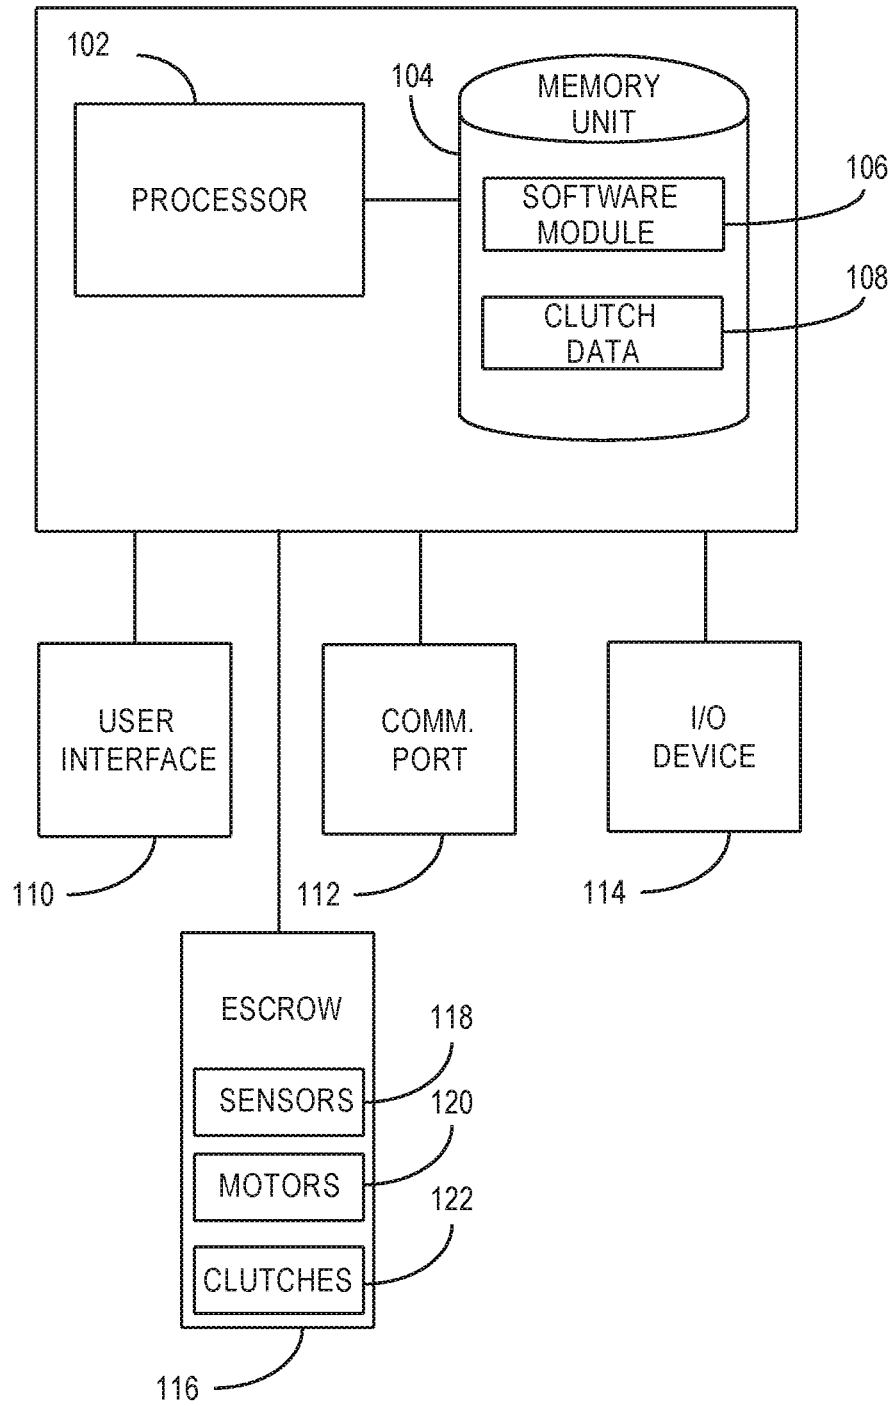 102
104
MEMORY
UNIT
PROCESSOR
106
SOFTWARE
MODULE
108
CLUTCH
DATA
USER
INTERFACE
COMM.
PORT
I/O
DEVICE
110
112
114
ESCROW
118
SENSORS
120
MOTORS
122
CLUTCHES
116